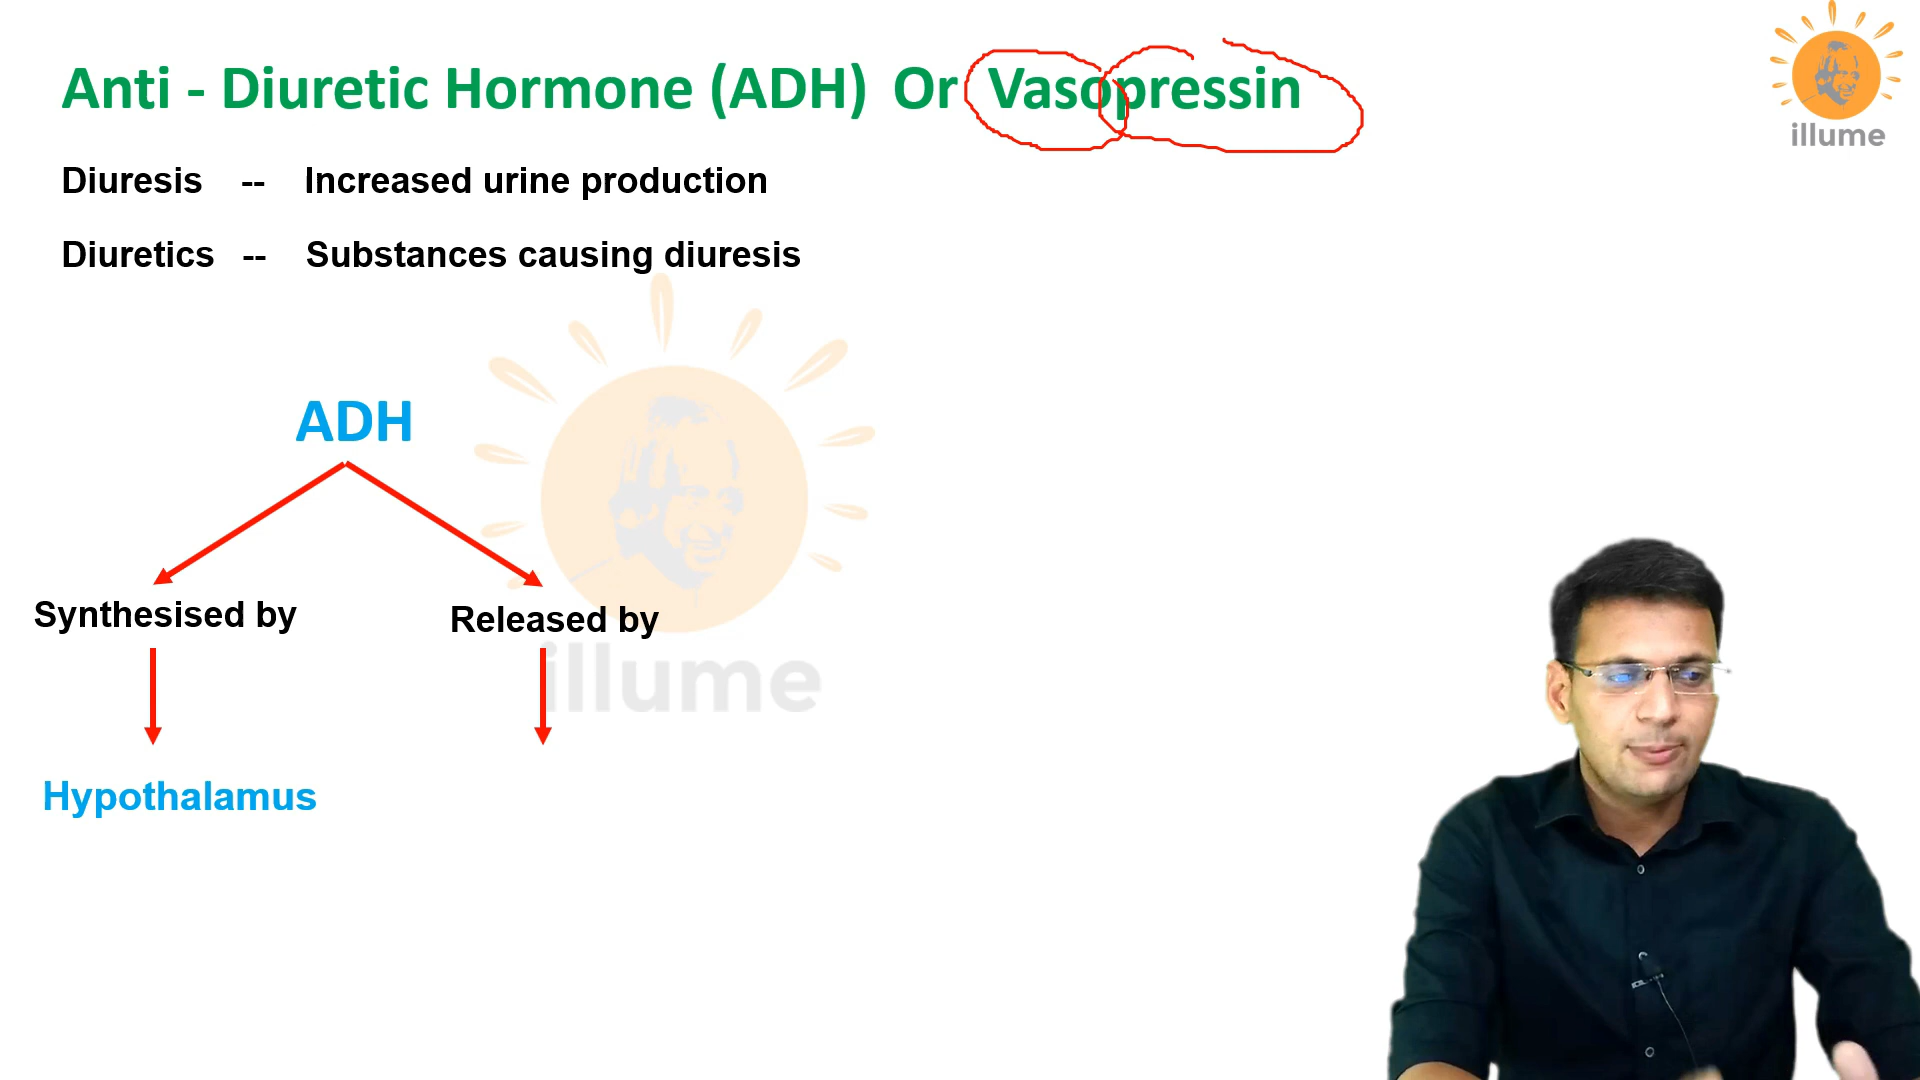 Anti - Diuretic Hormone (ADH) Or Vasopressin
illume
Diuresis -- Increased urine production
Diuretics -- Substances causing diuresis
ADH
Synthesised by
Released by
illume
Hypothalamus